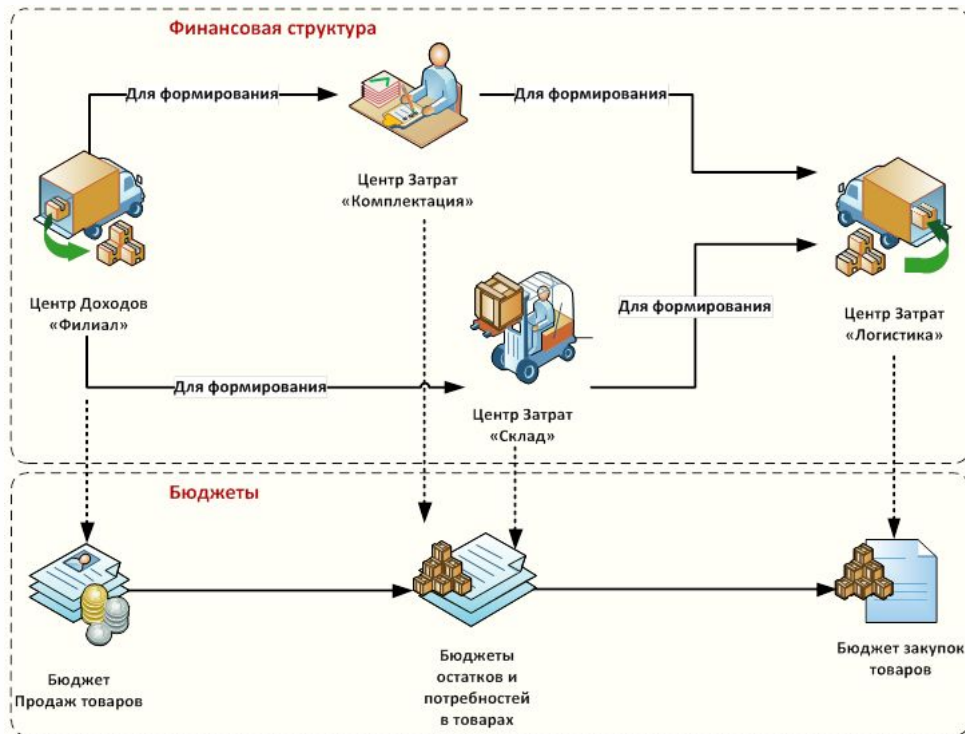 Финансовая структура
Для формирования
Для формирования
Центр Затрат
«Комплектация»
Центр Доходов
«Филиал»
Для формирования
Центр Затрат
«Логистика»
Для формирования
Центр Затрат
«Склад»
Бюджеты
Бюджет
Продаж товаров
Бюджеты
остатков и
потребностей
в товарах
Бюджет закупок
товаров